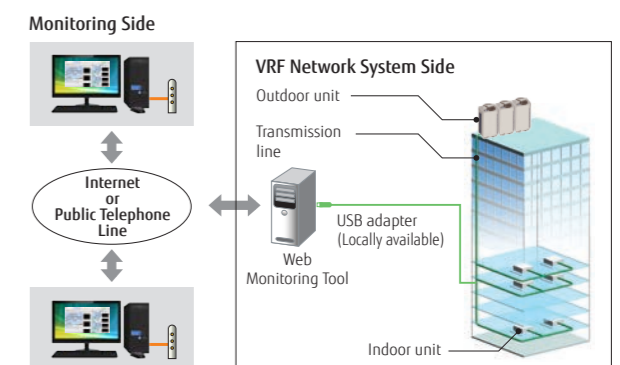 Monitoring Side
Internet
or
Public Telephone
Line
VRF Network System Side
Outdoor unit
Transmission
line
USB adapter
(Locally available)
Web
Monitoring Tool
Indoor unit